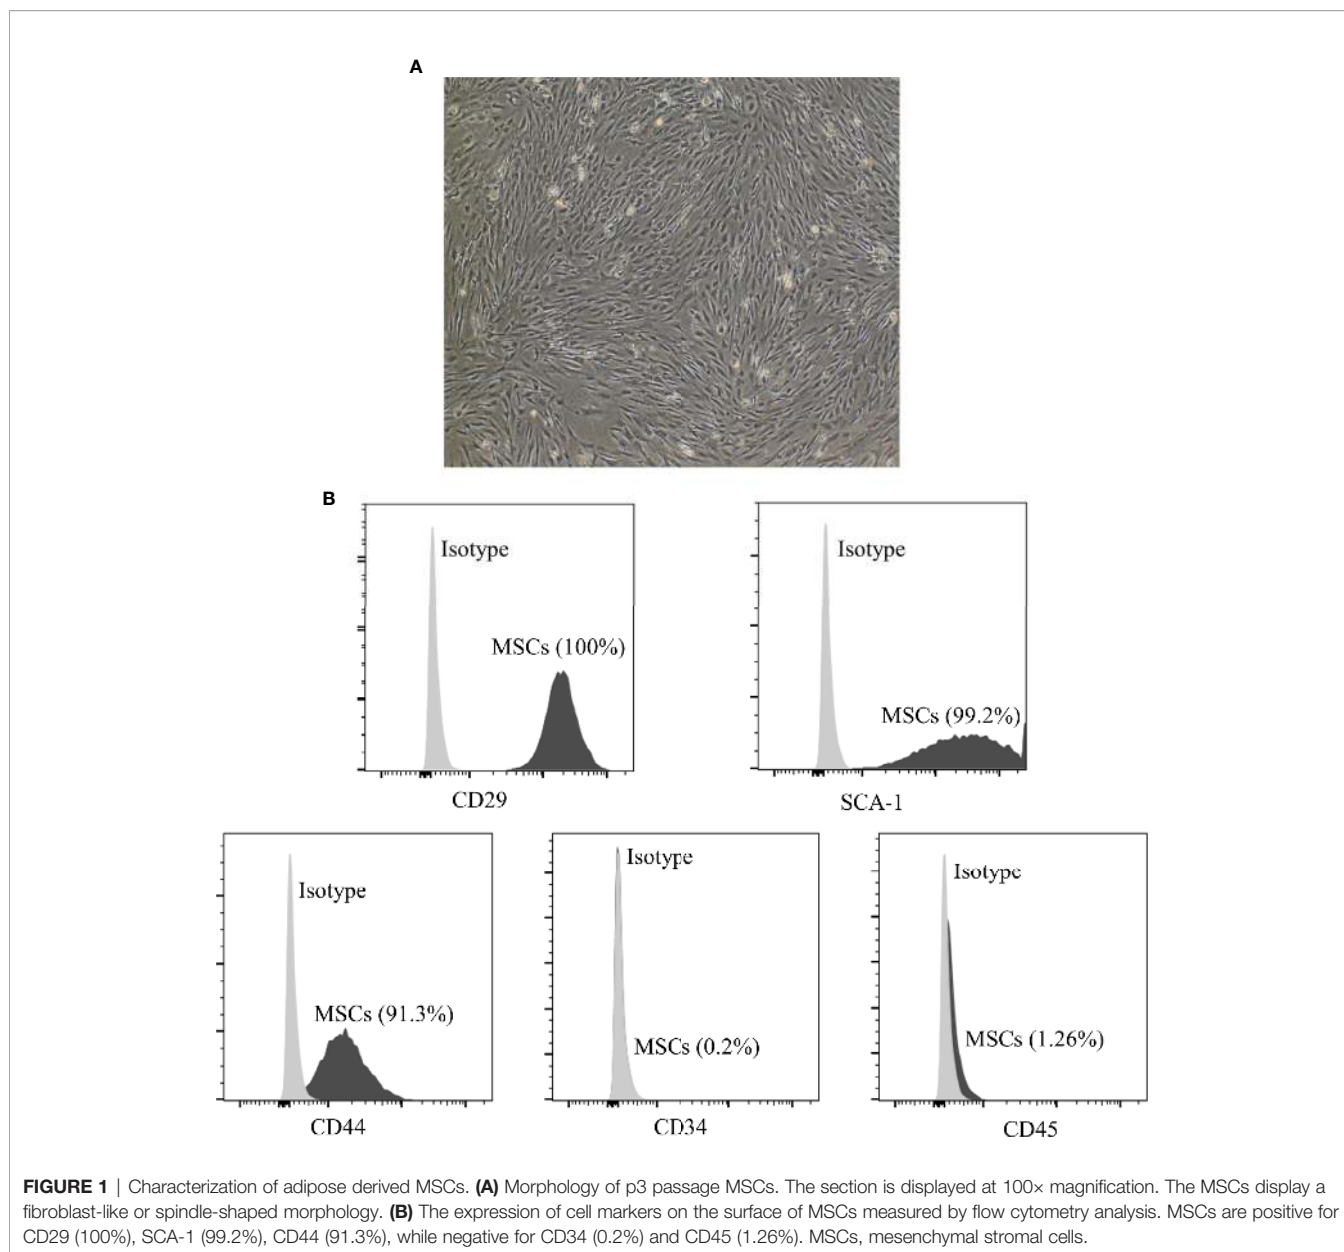 A
B
Isotype
MSCs (100%)
CD29
Isotype
MSCs (99.2%)
SCA-1
Isotype
MSCs (91.3%)
CD44
Isotype
MSCs (0.2%)
CD34
Isotype
MSCs (1.26%)
CD45
FIGURE 1 | Characterization of adipose derived MSCs. (A) Morphology of p3 passage MSCs. The section is displayed at 100× magnification. The MSCs display a
fibroblast-like or spindle-shaped morphology. (B) The expression of cell markers on the surface of MSCs measured by flow cytometry analysis. MSCs are positive for
CD29 (100%), SCA-1 (99.2%), CD44 (91.3%), while negative for CD34 (0.2%) and CD45 (1.26%). MSCs, mesenchymal stromal cells.